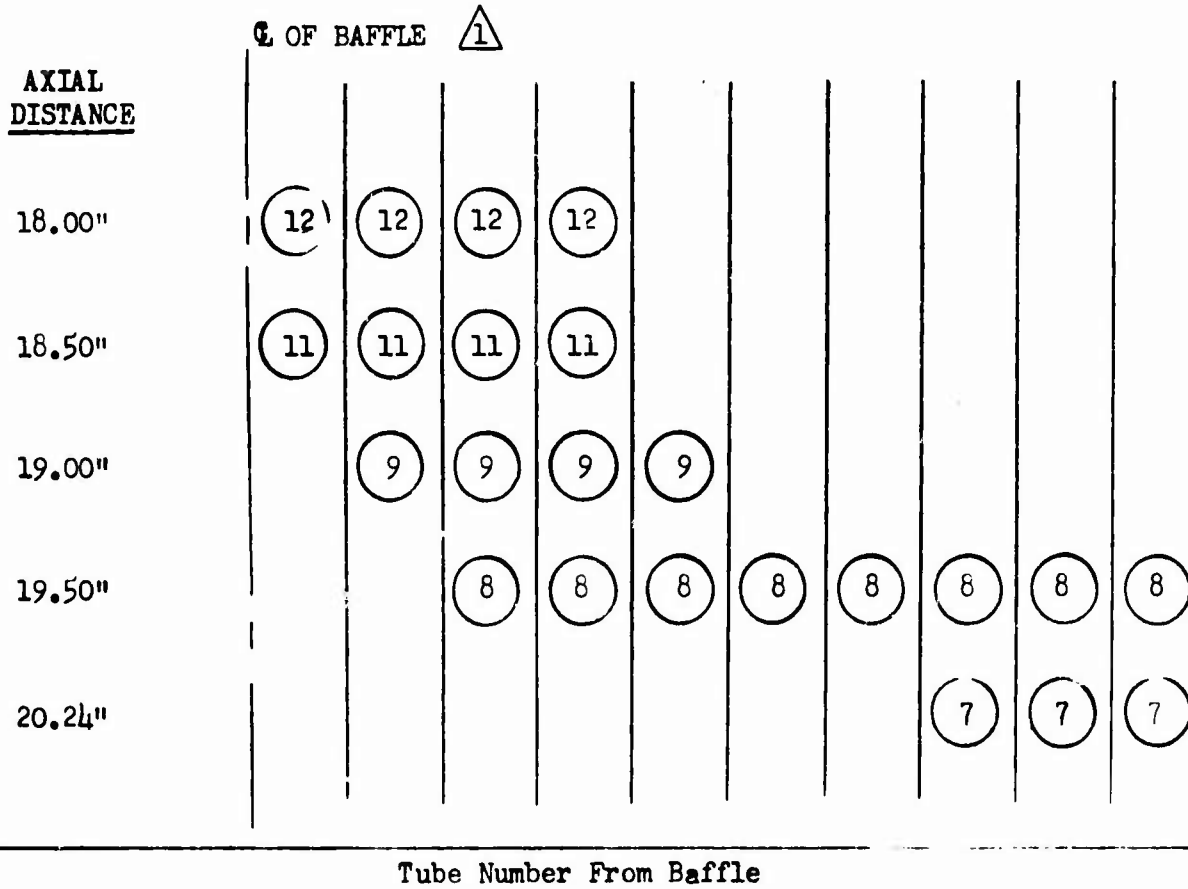 ℄ OF BAFFLE 1
AXIAL
DISTANCE
18.00" 12 12 12 12
18.50" 11 11 11 11
19.00" 9 9 9 9
19.50" 8 8 8 8 8 8 8 8
20.24" 7 7 7
Tube Number From Baffle